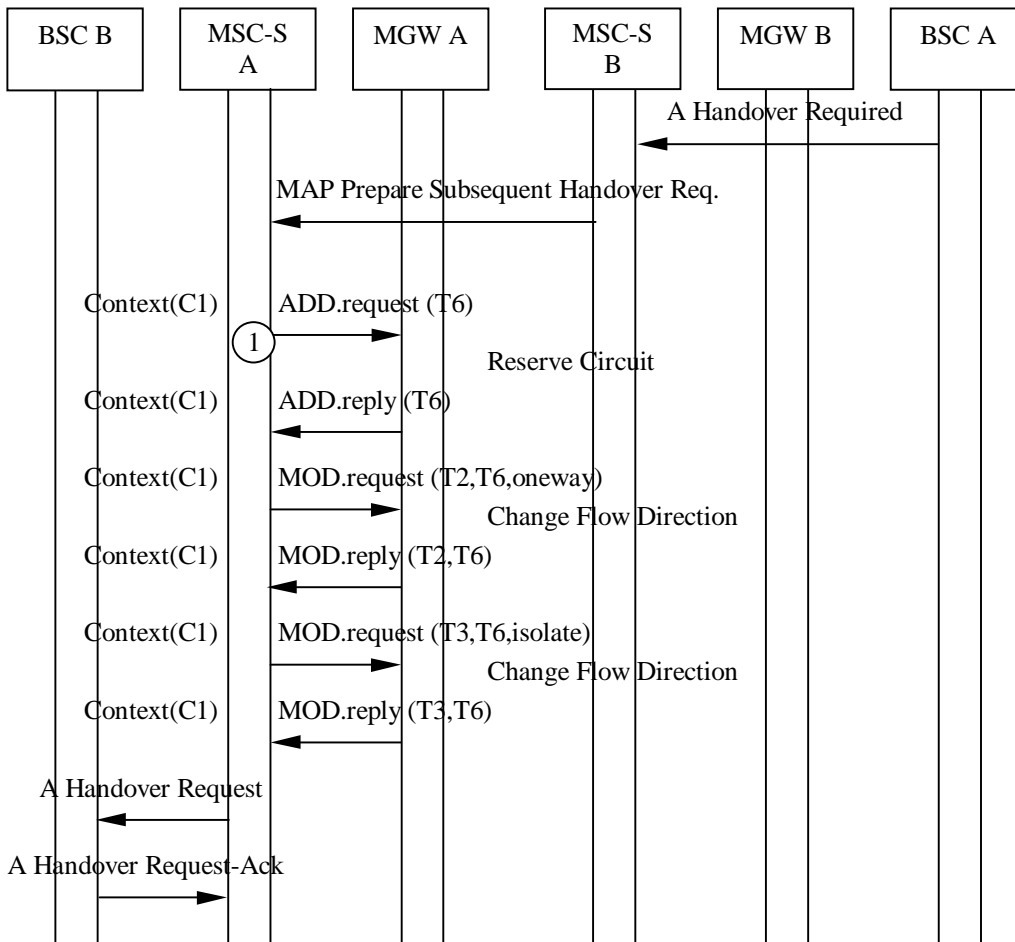 BSC B
MSC-S
A
MGW A
MSC-S
B
MGW B
BSC A
A Handover Required
MAP Prepare Subsequent Handover Req.
Context(C1)
ADD.request (T6)
1
Reserve Circuit
Context(C1)
ADD.reply (T6)
Context(C1)
MOD.request (T2,T6,oneway)
Change Flow Direction
Context(C1)
MOD.reply (T2,T6)
Context(C1)
MOD.request (T3,T6,isolate)
Change Flow Direction
Context(C1)
MOD.reply (T3,T6)
A Handover Request
A Handover Request-Ack